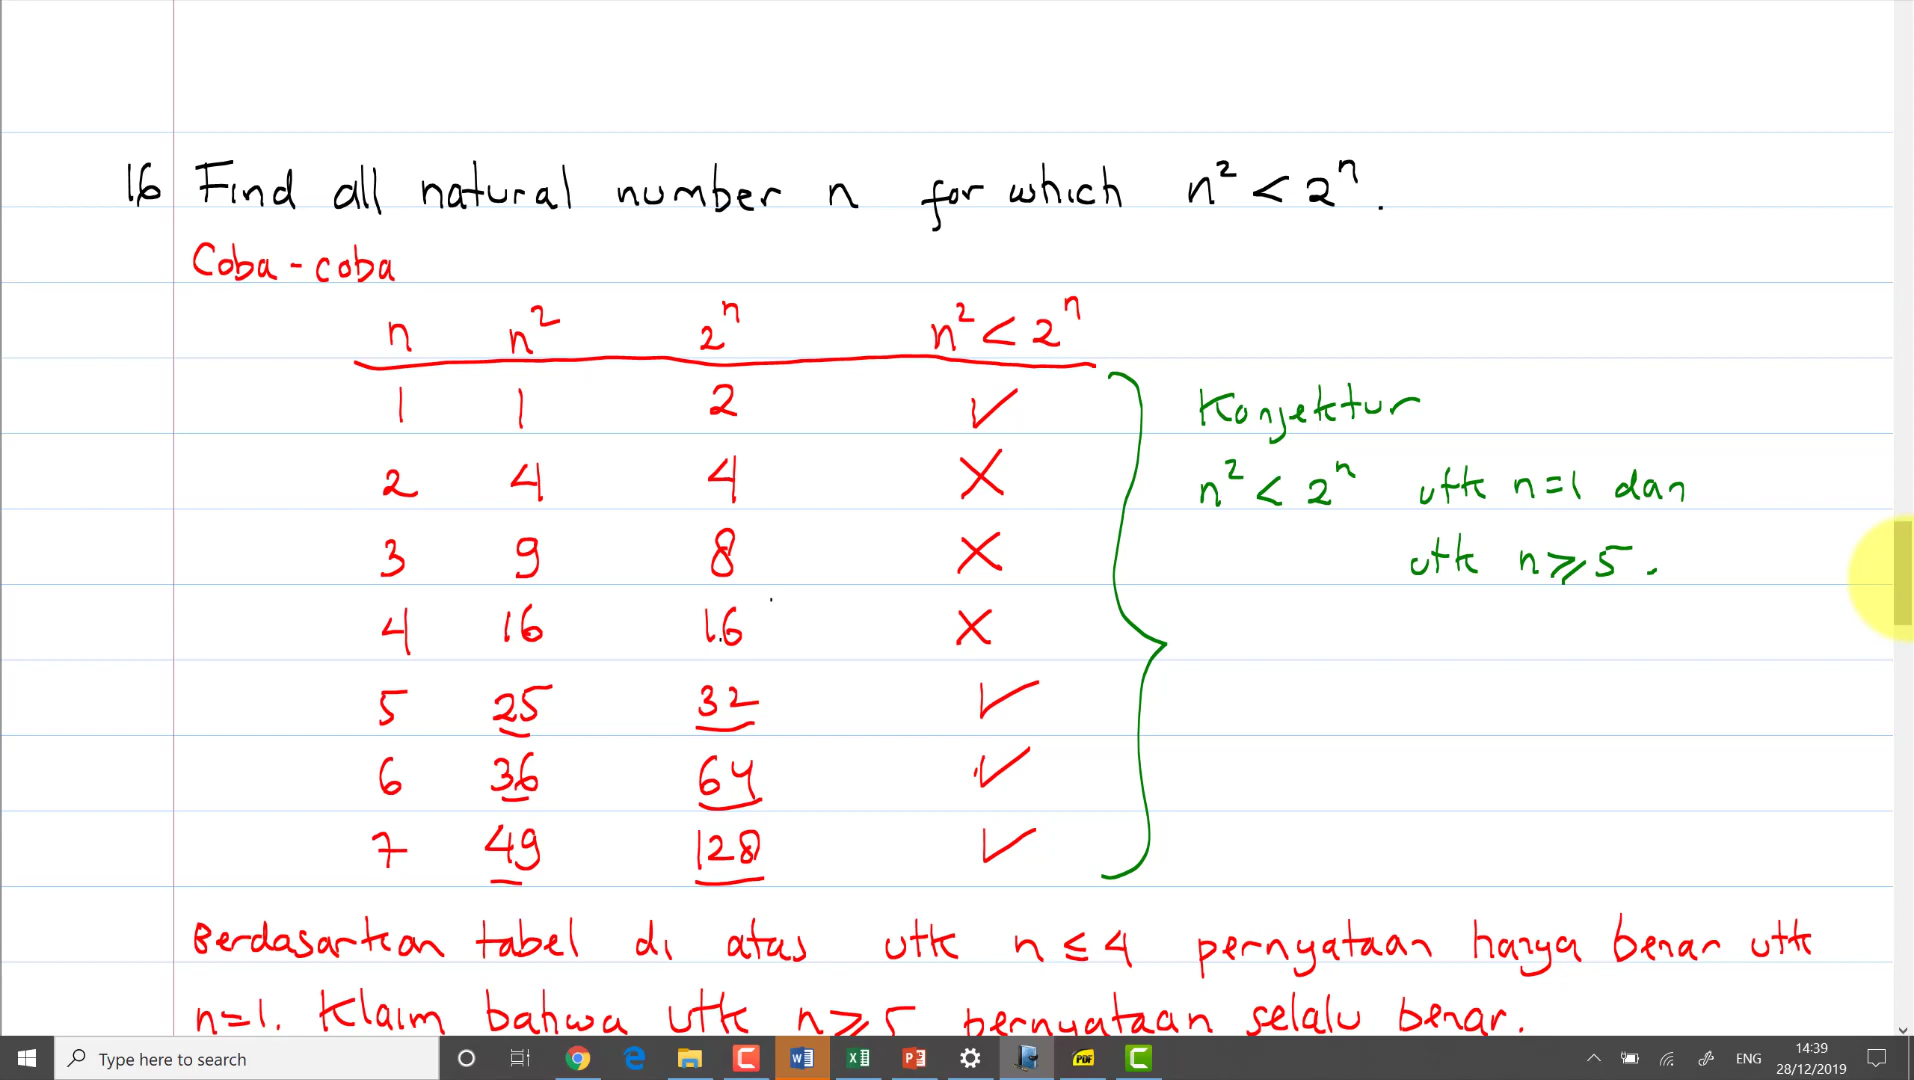 16 Find all natural number n for which n² < 2ⁿ.
Coba-coba
n n² 2ⁿ n² < 2ⁿ
1 1 2 ✓
2 4 4 X
3 9 8 X
4 16 16 X
5 25 32 ✓
6 36 64 ✓
7 49 128 ✓
Konjektur
n² < 2ⁿ utk n=1 dan
utk n ⩾ 5.
Berdasarkan tabel di atas utk n ≤ 4 pernyataan hanya benar utk
n=1. Klaim bahwa utk n ⩾ 5 pernyataan selalu benar.
Type here to search
ENG
14:39
28/12/2019
PDF